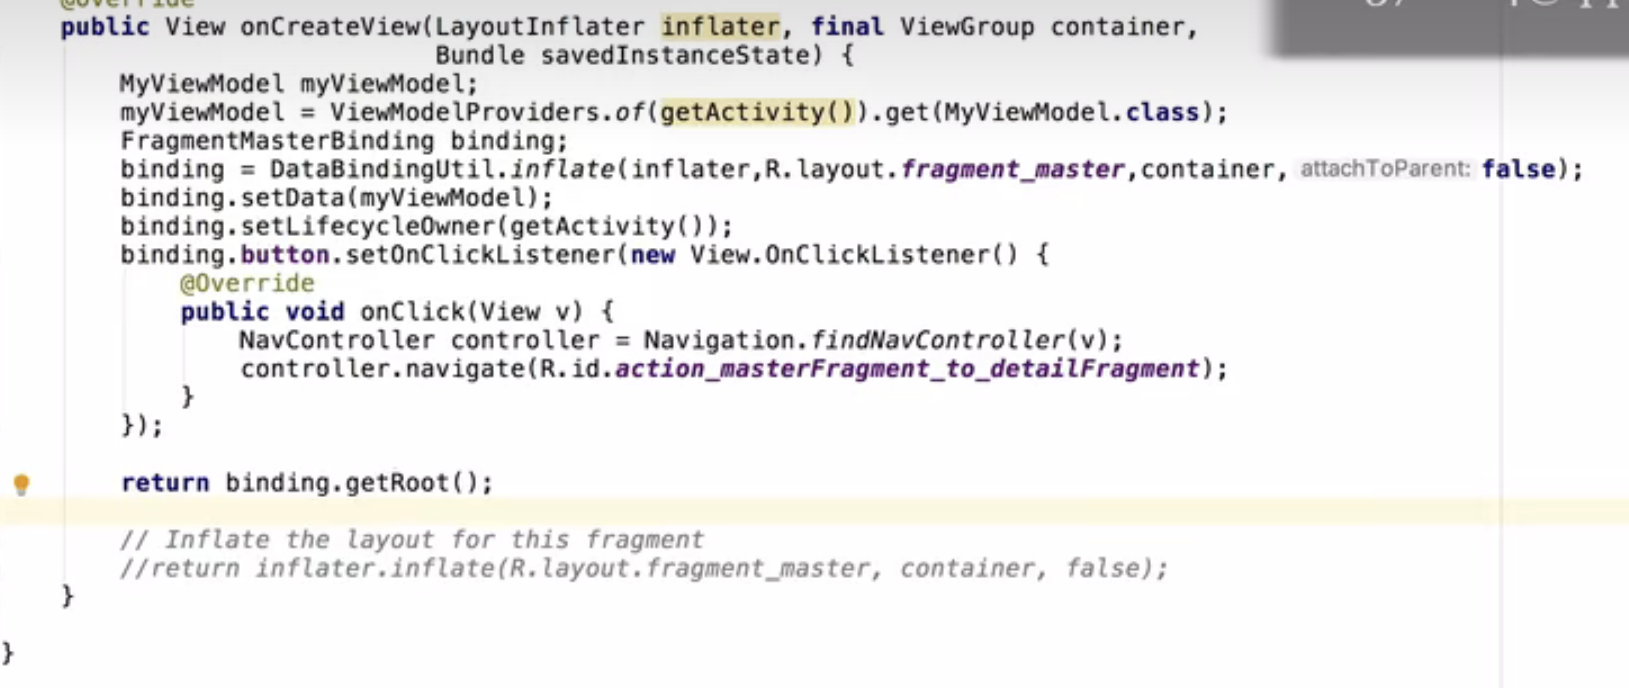 @Override
public View onCreateView(LayoutInflater inflater, final ViewGroup container,
Bundle savedInstanceState) {
MyViewModel myViewModel;
myViewModel = ViewModelProviders.of(getActivity()).get(MyViewModel.class);
FragmentMasterBinding binding;
binding = DataBindingUtil.inflate(inflater,R.layout.fragment_master,container, attachToParent: false);
binding.setData(myViewModel);
binding.setLifecycleOwner(getActivity());
binding.button.setOnClickListener(new View.OnClickListener() {
@Override
public void onClick(View v) {
NavController controller = Navigation.findNavController(v);
controller.navigate(R.id.action_masterFragment_to_detailFragment);
}
});
return binding.getRoot();
// Inflate the layout for this fragment
//return inflater.inflate(R.layout.fragment_master, container, false);
}
}